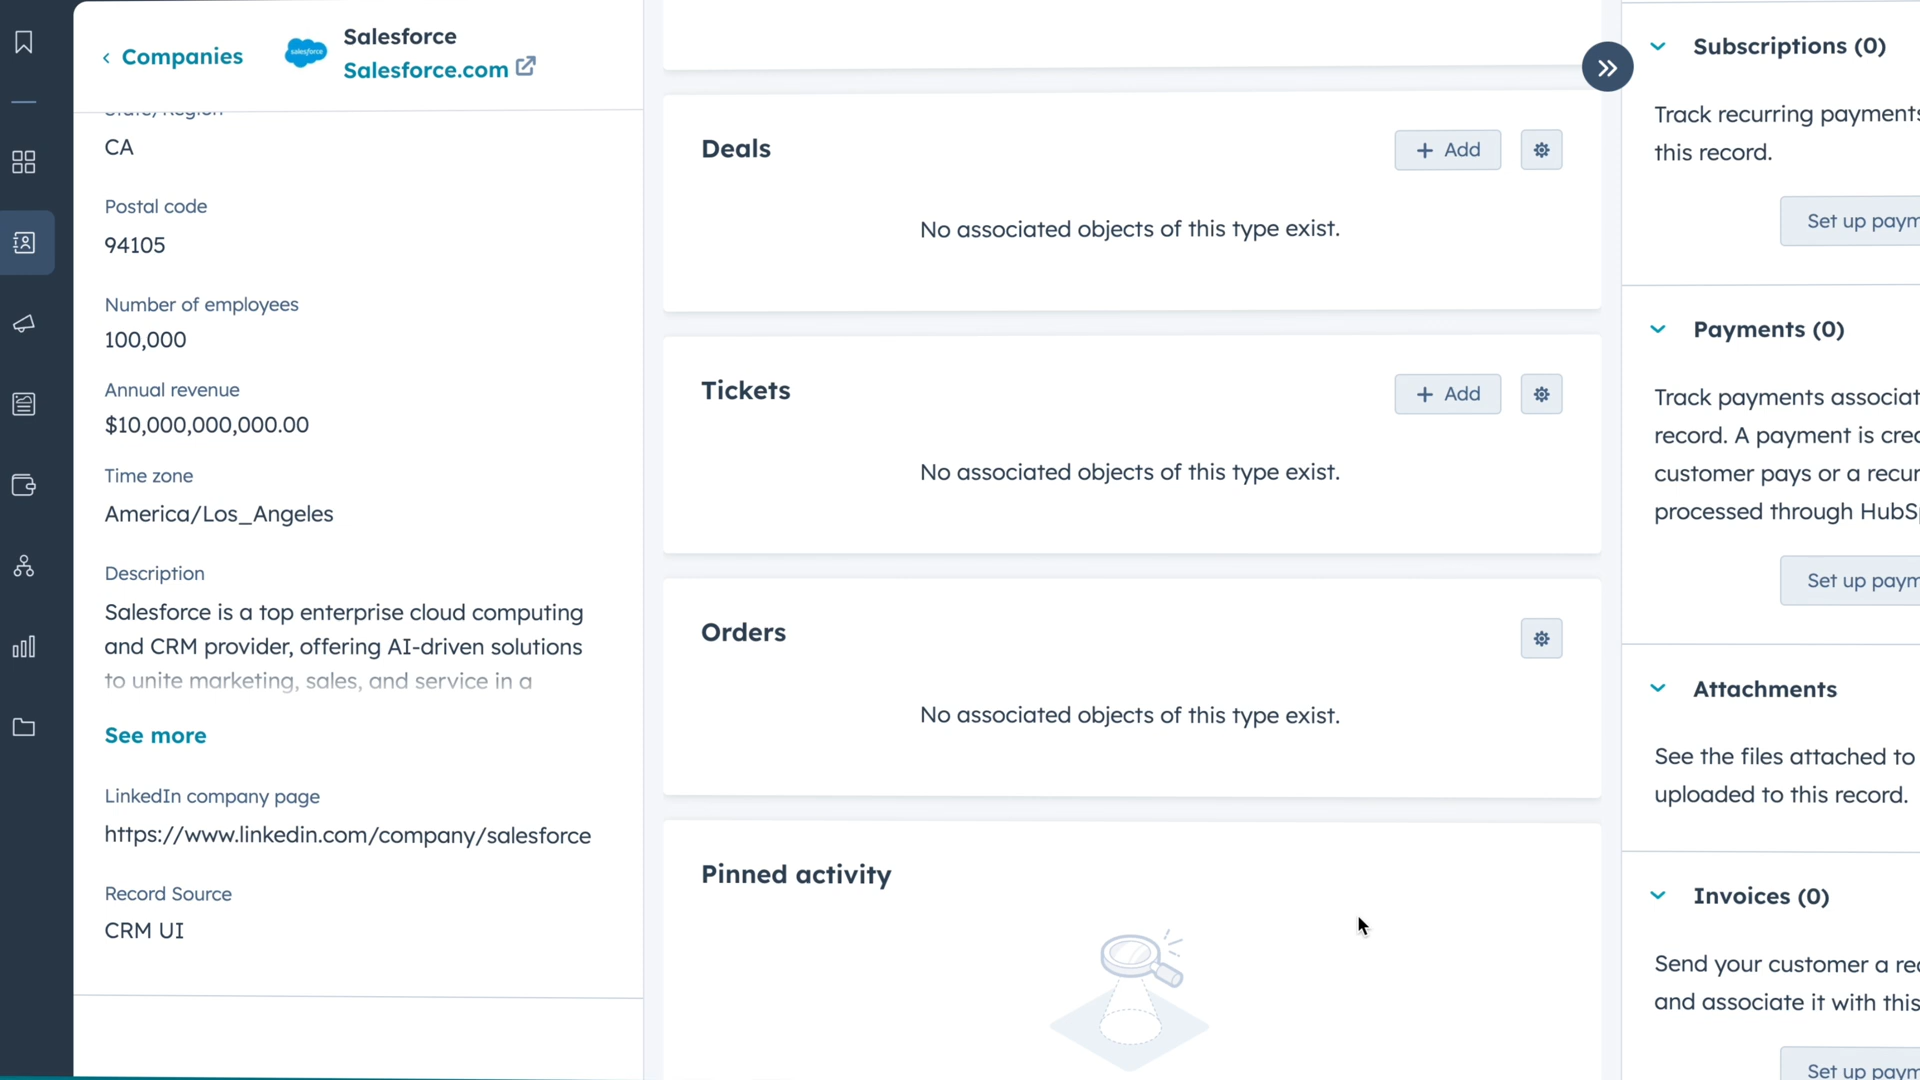 Companies
salesforce
Salesforce
Salesforce.com
State/Region
CA
Postal code
94105
Number of employees
100,000
Annual revenue
$10,000,000,000.00
Time zone
America/Los_Angeles
Description
Salesforce is a top enterprise cloud computing
and CRM provider, offering AI-driven solutions
to unite marketing, sales, and service in a
See more
LinkedIn company page
https://www.linkedin.com/company/salesforce
Record Source
CRM UI
Deals
+ Add
No associated objects of this type exist.
Tickets
+ Add
No associated objects of this type exist.
Orders
No associated objects of this type exist.
Pinned activity
Subscriptions (0)
Track recurring payments
this record.
Set up paym
Payments (0)
Track payments associat
record. A payment is crea
customer pays or a recur
processed through HubSp
Set up paym
Attachments
See the files attached to
uploaded to this record.
Invoices (0)
Send your customer a req
and associate it with this
Set up paym